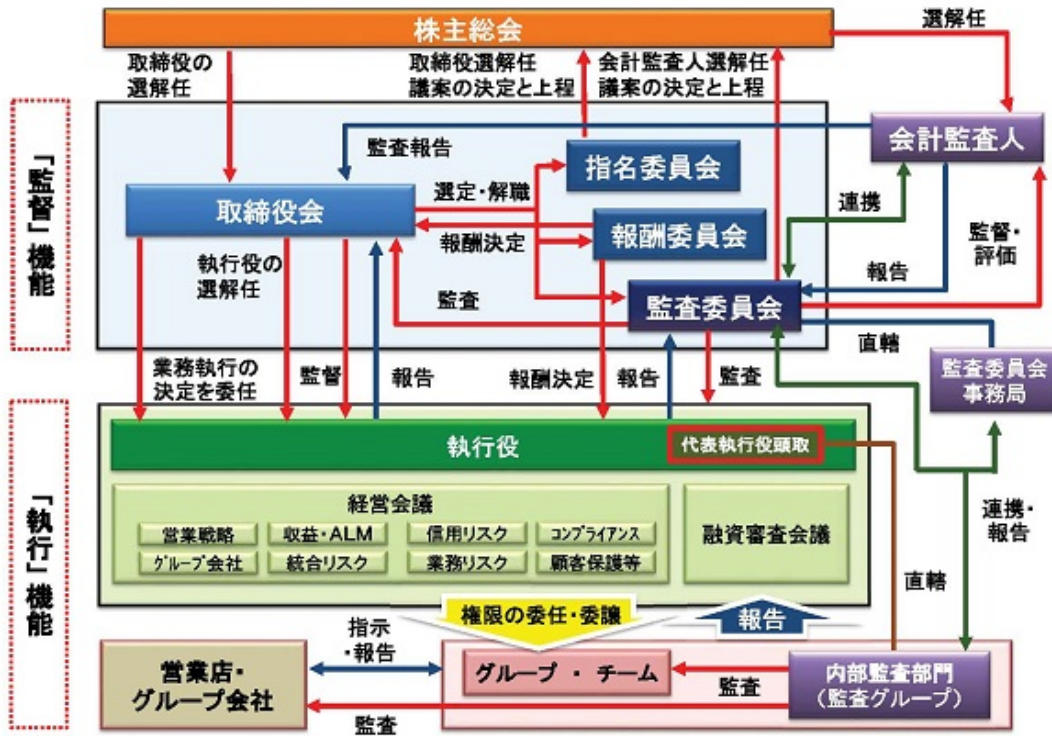 株主総会
選解任
取締役の
選解任
取締役選解任
議案の決定と上程
会計監査人選解任
議案の決定と上程
「監督」機能
監査報告
指名委員会
会計監査人
取締役会
選定・解職
報酬決定
報酬委員会
連携
監督・
評価
執行役の
選解任
監査
監査委員会
報告
直轄
監査委員会
事務局
業務執行の
決定を委任
監督
報告
報酬決定
報告
監査
「執行」機能
執行役
代表執行役頭取
経営会議
営業戦略
収益・ALM
信用リスク
コンプライアンス
グループ会社
統合リスク
業務リスク
顧客保護等
融資審査会議
連携・
報告
直轄
権限の委任・委譲
報告
指示
・報告
営業店・
グループ会社
グループ・チーム
監査
内部監査部門
(監査グループ)
監査